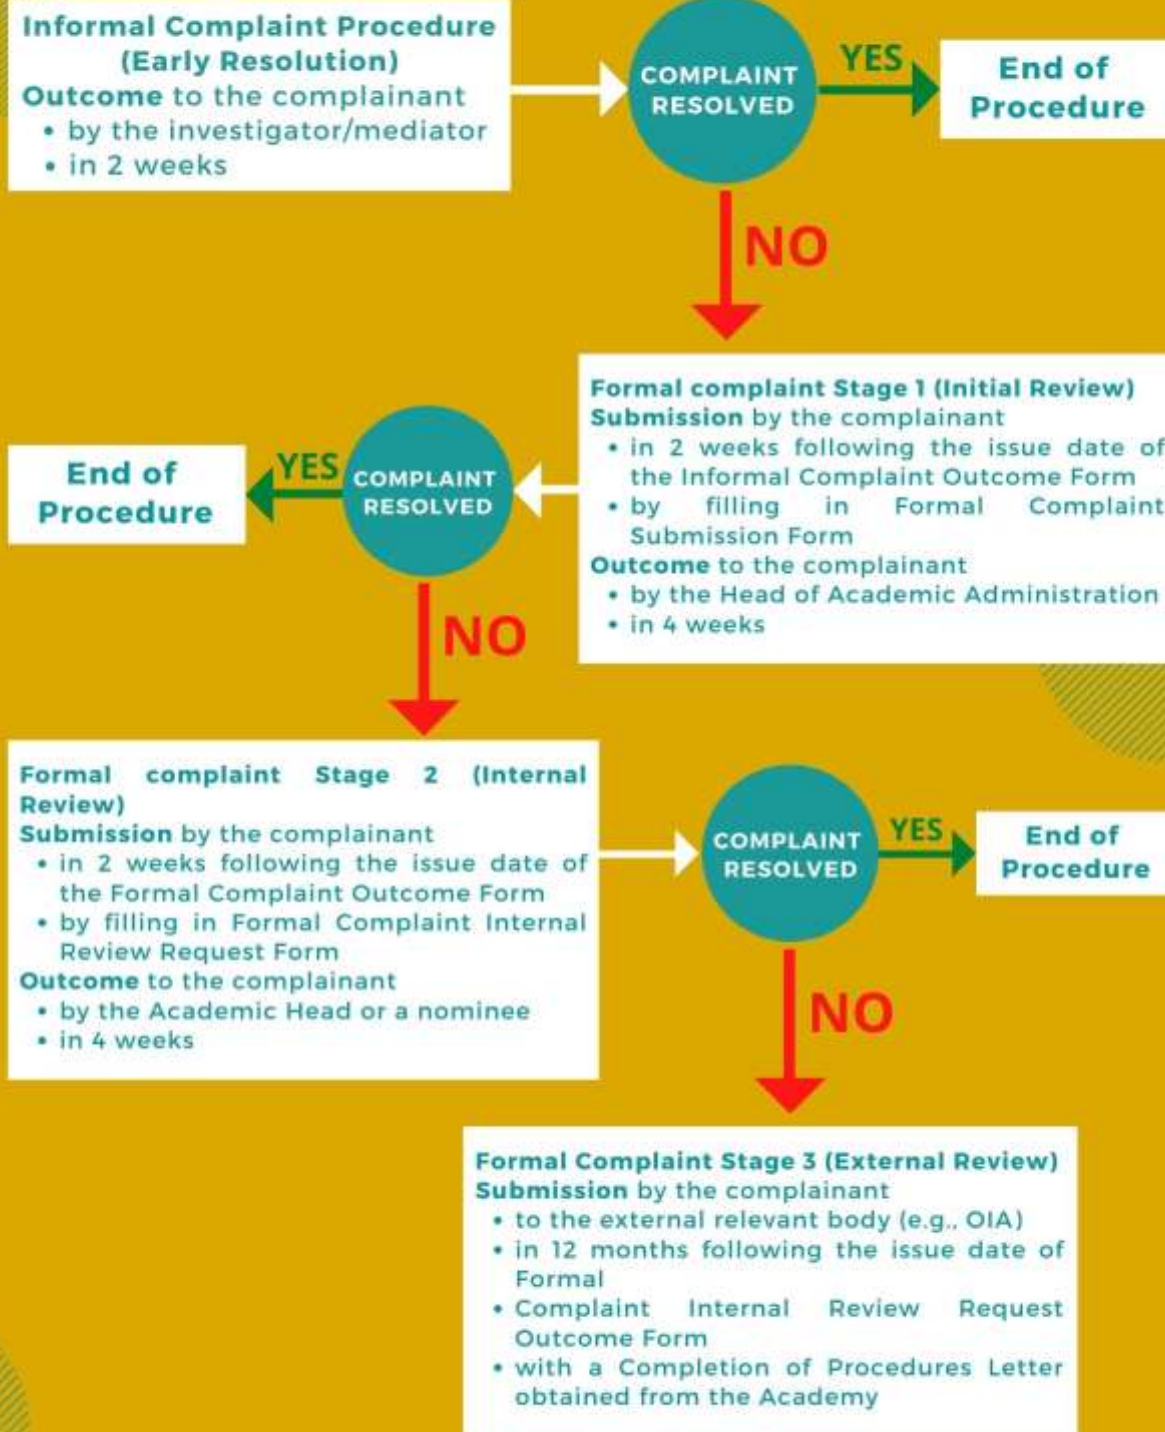 Informal Complaint Procedure
(Early Resolution)
Outcome to the complainant
• by the investigator/mediator
• in 2 weeks
COMPLAINT
RESOLVED
YES
End of
Procedure
NO
Formal complaint Stage 1 (Initial Review)
Submission by the complainant
• in 2 weeks following the issue date of
the Informal Complaint Outcome Form
• by filling in Formal Complaint
Submission Form
Outcome to the complainant
• by the Head of Academic Administration
• in 4 weeks
COMPLAINT
RESOLVED
YES
End of
Procedure
NO
Formal complaint Stage 2 (Internal
Review)
Submission by the complainant
• in 2 weeks following the issue date of
the Formal Complaint Outcome Form
• by filling in Formal Complaint Internal
Review Request Form
Outcome to the complainant
• by the Academic Head or a nominee
• in 4 weeks
COMPLAINT
RESOLVED
YES
End of
Procedure
NO
Formal Complaint Stage 3 (External Review)
Submission by the complainant
• to the external relevant body (e.g., OIA)
• in 12 months following the issue date of
Formal
• Complaint Internal Review Request
Outcome Form
• with a Completion of Procedures Letter
obtained from the Academy